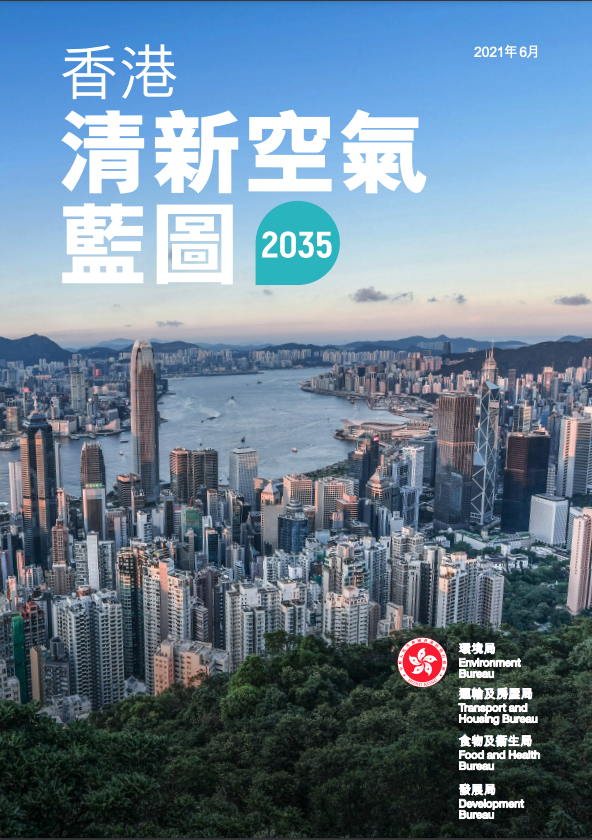 2021年6月
香港
清新空氣
藍圖
2035
環境局
Environment
Bureau
運輸及房屋局
Transport and
Housing Bureau
食物及衞生局
Food and Health
Bureau
發展局
Development
Bureau